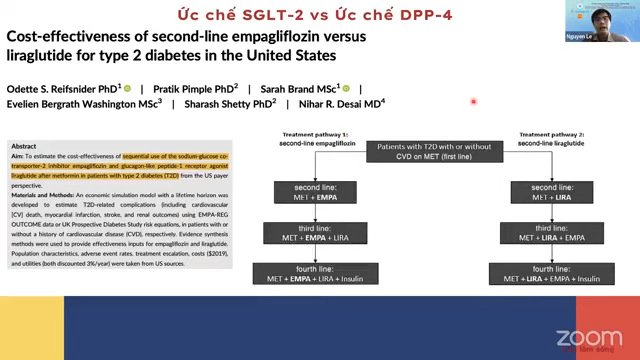 Ức chế SGLT-2 vs Ức chế DPP-4
Nguyen Le
Cost-effectiveness of second-line empagliflozin versus
liraglutide for type 2 diabetes in the United States
Odette S. Reifsnider PhD1 | Pratik Pimple PhD2 | Sarah Brand MSc1 |
Evelien Bergrath Washington MSc3 | Sharash Shetty PhD2 | Nihar R. Desai MD4
Abstract
Aim: To estimate the cost-effectiveness of sequential use of the sodium-glucose co-
transporter-2 inhibitor empagliflozin and glucagon-like peptide-1 receptor agonist
liraglutide after metformin in patients with type 2 diabetes (T2D) from the US payer
perspective.
Materials and Methods: An economic simulation model with a lifetime horizon was
developed to estimate T2D-related complications (including cardiovascular
[CV] death, myocardial infarction, stroke, and renal outcomes) using EMPA-REG
OUTCOME data or UK Prospective Diabetes Study risk equations, in patients with
or without a history of cardiovascular disease (CVD), respectively. Evidence synthesis
methods were used to provide effectiveness inputs for empagliflozin and liraglutide.
Population characteristics, adverse event rates, treatment escalation, costs ($2019),
and utilities (both discounted 3%/year) were taken from US sources.
Treatment pathway 1:
second-line empagliflozin
Patients with T2D with or without
CVD on MET (first line)
Treatment pathway 2:
second-line liraglutide
second line:
MET + EMPA
third line:
MET + EMPA + LIRA
fourth line:
MET + EMPA + LIRA + Insulin
second line:
MET + LIRA
third line:
MET + LIRA + EMPA
fourth line:
MET + LIRA + EMPA + Insulin
zoom